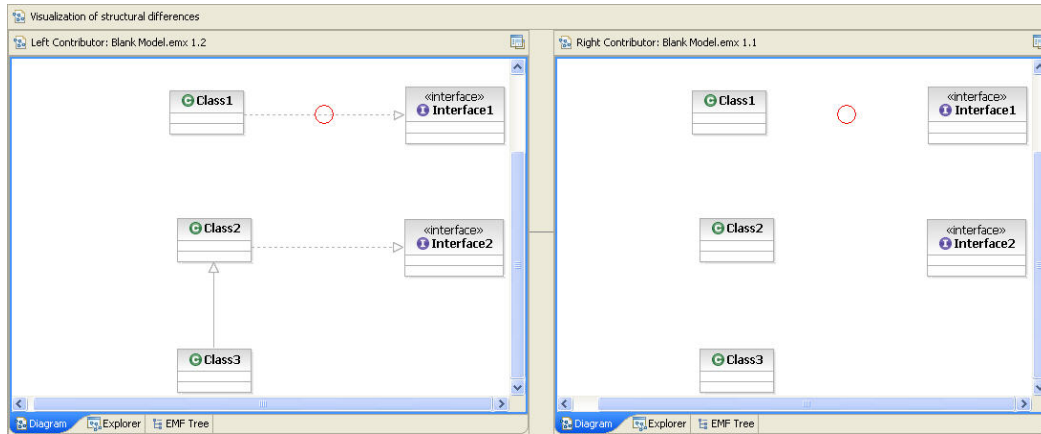 Visualization of structural differences
Left Contributor: Blank Model.emx 1.2
Class1
«interface»
Interface1
Class2
«interface»
Interface2
Class3
Diagram
Explorer
EMF Tree
Right Contributor: Blank Model.emx 1.1
Class1
«interface»
Interface1
Class2
«interface»
Interface2
Class3
Diagram
Explorer
EMF Tree